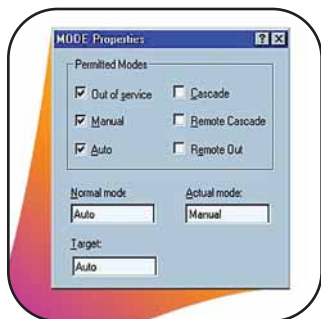 MODE Properties
Permitted Modes
Out of service
Cascade
Manual
Remote Cascade
Auto
Remote Out
Normal mode
Actual mode:
Auto
Manual
Target:
Auto